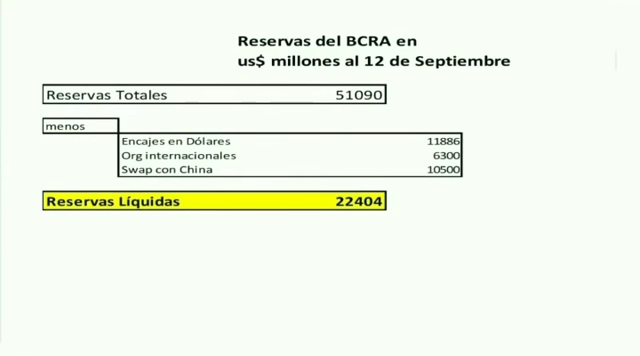 Reservas del BCRA en
us$ millones al 12 de Septiembre
Reservas Totales 51090
menos
Encajes en Dólares 11886
Org internacionales 6300
Swap con China 10500
Reservas Líquidas 22404